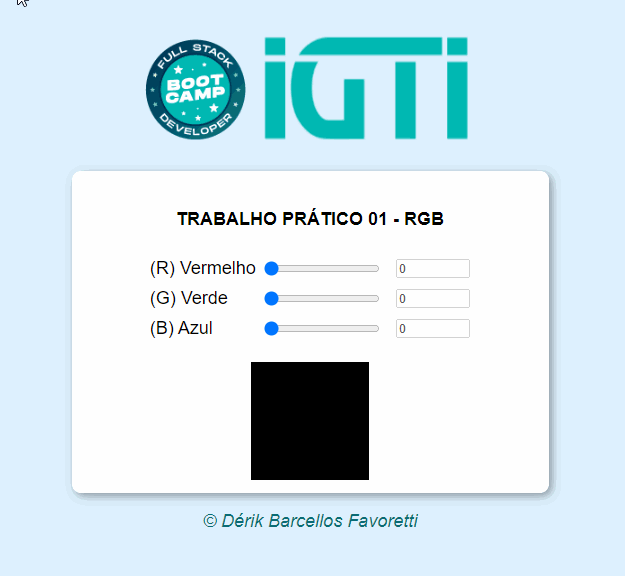 FULL STACK
BOOT
CAMP
DEVELOPER
iGTi
TRABALHO PRÁTICO 01 - RGB
(R) Vermelho 0
(G) Verde 0
(B) Azul 0
© Dérik Barcellos Favoretti